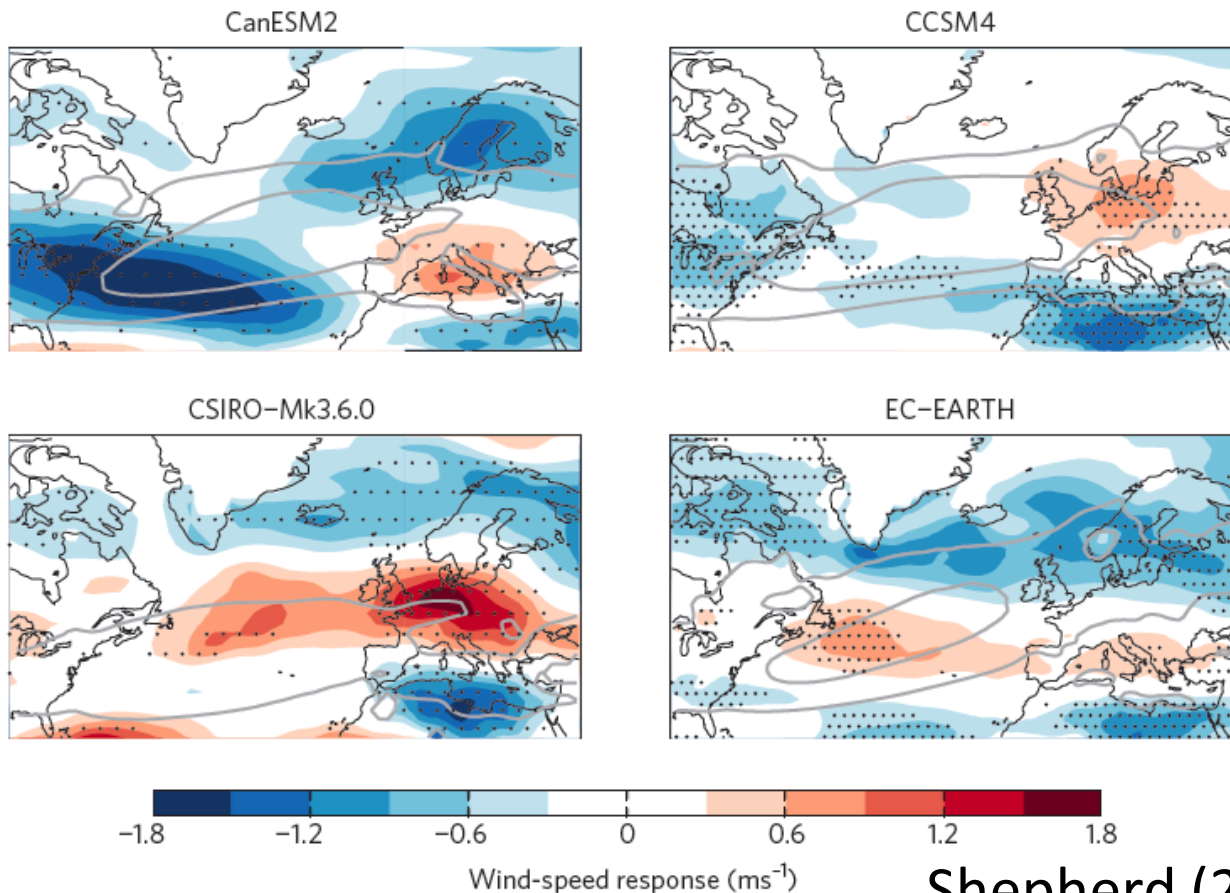 CanESM2
CCSM4
CSIRO−Mk3.6.0
EC−EARTH
−1.8 −1.2 −0.6 0 0.6 1.2 1.8
Wind-speed response (ms⁻¹)
Shepherd